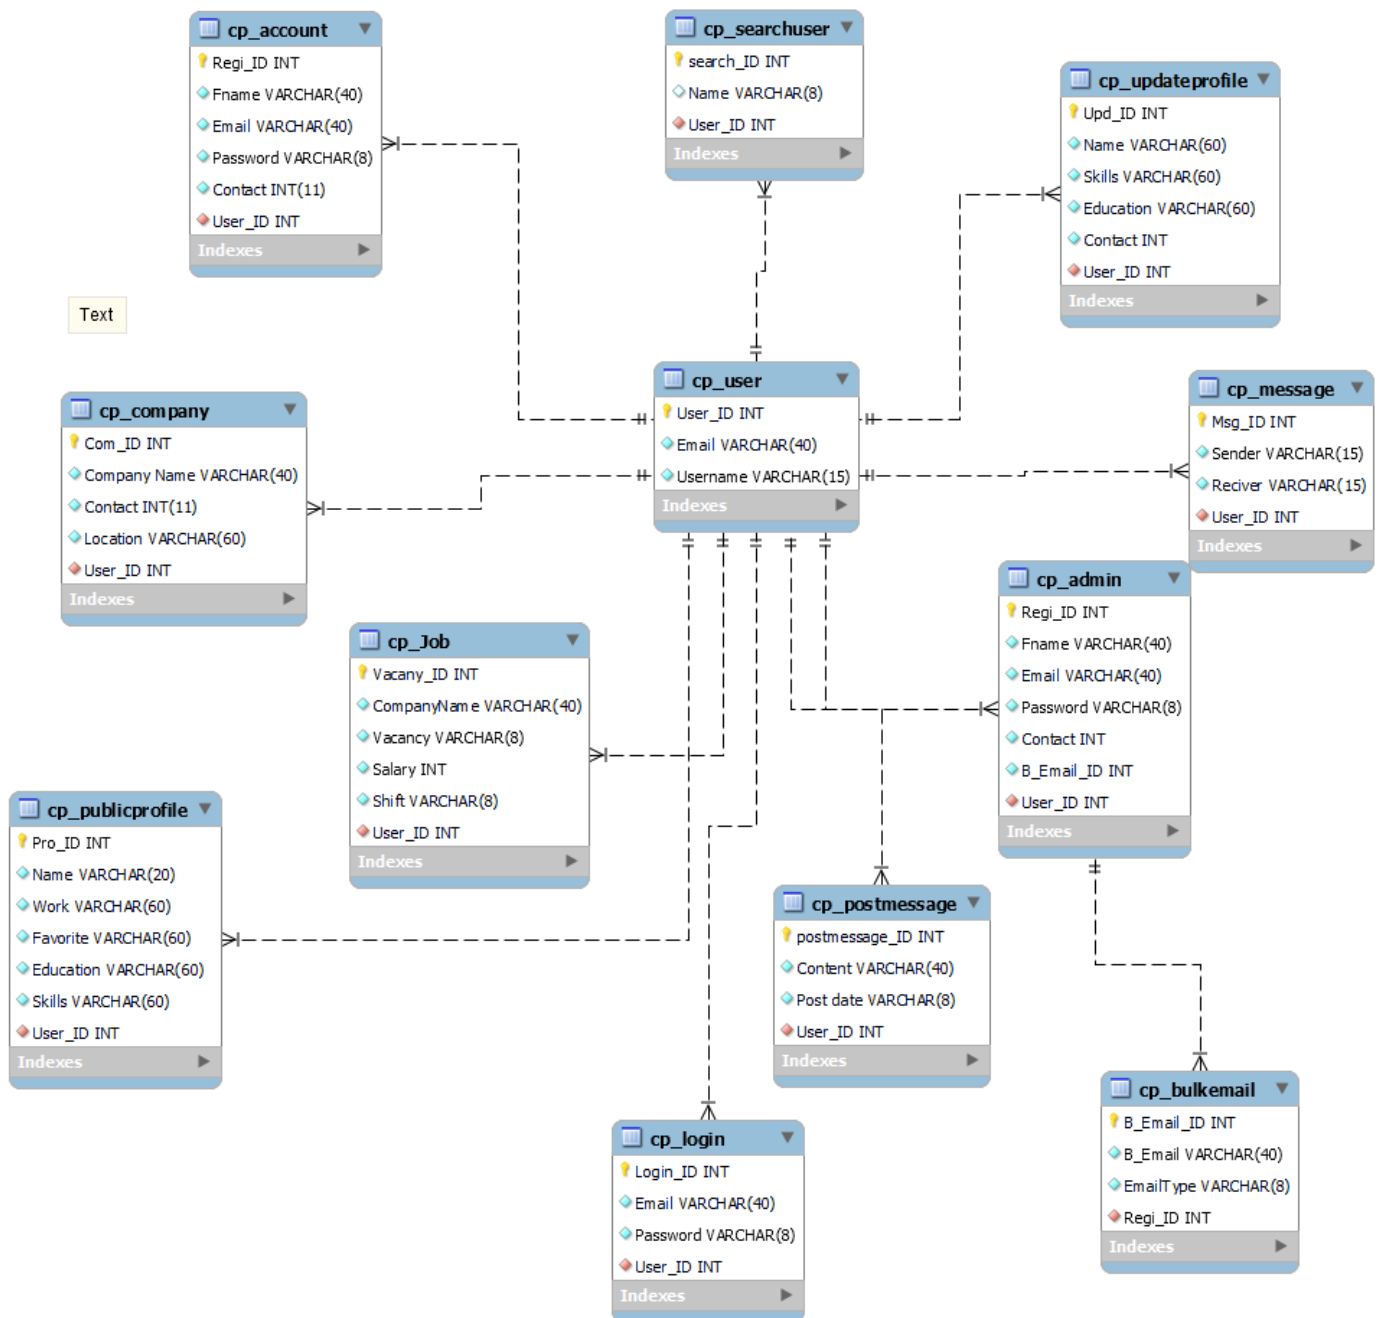 cp_account
Regi_ID INT
Fname VARCHAR(40)
Email VARCHAR(40)
Password VARCHAR(8)
Contact INT(11)
User_ID INT
Indexes
cp_searchuser
search_ID INT
Name VARCHAR(8)
User_ID INT
Indexes
cp_updateprofile
Upd_ID INT
Name VARCHAR(60)
Skills VARCHAR(60)
Education VARCHAR(60)
Contact INT
User_ID INT
Indexes
Text
cp_company
Com_ID INT
Company Name VARCHAR(40)
Contact INT(11)
Location VARCHAR(60)
User_ID INT
Indexes
cp_user
User_ID INT
Email VARCHAR(40)
Username VARCHAR(15)
Indexes
cp_message
Msg_ID INT
Sender VARCHAR(15)
Reciver VARCHAR(15)
User_ID INT
Indexes
cp_admin
Regi_ID INT
Fname VARCHAR(40)
Email VARCHAR(40)
Password VARCHAR(8)
Contact INT
B_Email_ID INT
User_ID INT
Indexes
cp_Job
Vacany_ID INT
CompanyName VARCHAR(40)
Vacancy VARCHAR(8)
Salary INT
Shift VARCHAR(8)
User_ID INT
Indexes
cp_publicprofile
Pro_ID INT
Name VARCHAR(20)
Work VARCHAR(60)
Favorite VARCHAR(60)
Education VARCHAR(60)
Skills VARCHAR(60)
User_ID INT
Indexes
cp_postmessage
postmessage_ID INT
Content VARCHAR(40)
Post date VARCHAR(8)
User_ID INT
Indexes
cp_bulkemail
B_Email_ID INT
B_Email VARCHAR(40)
EmailType VARCHAR(8)
Regi_ID INT
Indexes
cp_login
Login_ID INT
Email VARCHAR(40)
Password VARCHAR(8)
User_ID INT
Indexes